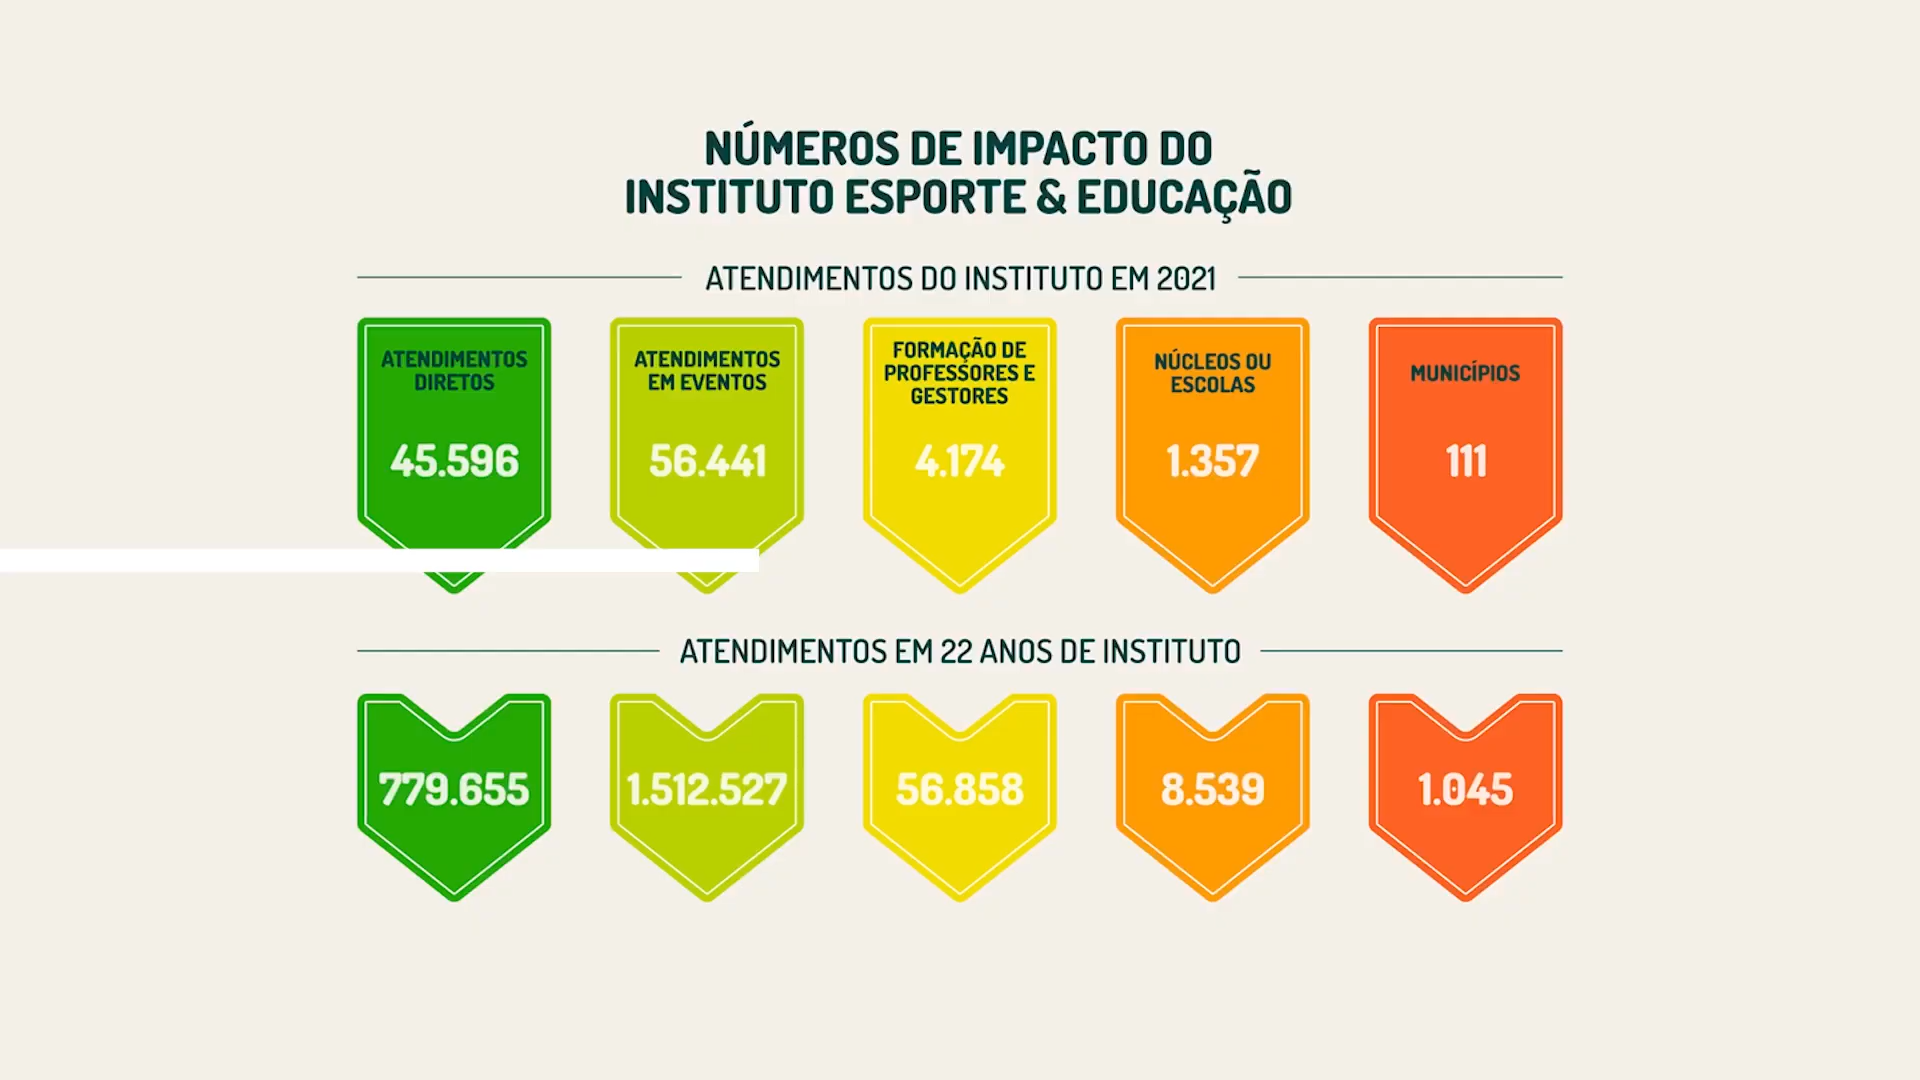 NÚMEROS DE IMPACTO DO
INSTITUTO ESPORTE & EDUCAÇÃO
ATENDIMENTOS DO INSTITUTO EM 2021
ATENDIMENTOS
DIRETOS
45.596
ATENDIMENTOS
EM EVENTOS
56.441
FORMAÇÃO DE
PROFESSORES E
GESTORES
4.174
NÚCLEOS OU
ESCOLAS
1.357
MUNICÍPIOS
111
ATENDIMENTOS EM 22 ANOS DE INSTITUTO
779.655
1.512.527
56.858
8.539
1.045